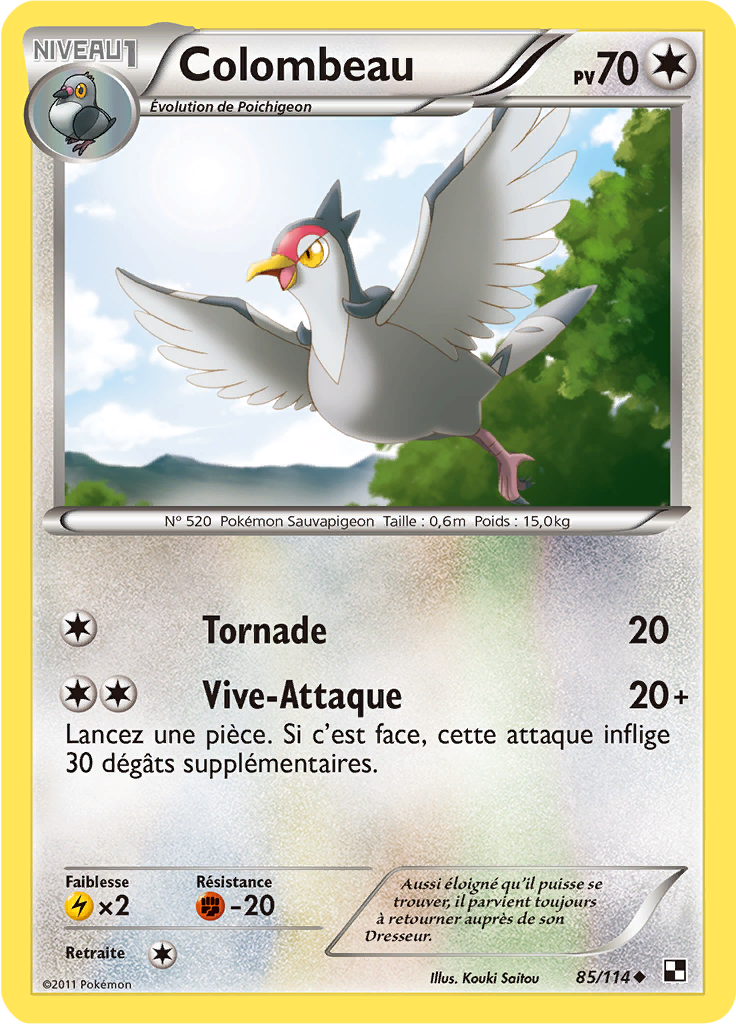 NIVEAU1
Colombeau
PV70
Évolution de Poichigeon
N° 520 Pokémon Sauvapigeon Taille : 0,6m Poids : 15,0kg
Tornade 20
Vive-Attaque 20+
Lancez une pièce. Si c'est face, cette attaque inflige
30 dégâts supplémentaires.
Faiblesse
×2
Résistance
-20
Aussi éloigné qu'il puisse se
trouver, il parvient toujours
à retourner auprès de son
Dresseur.
Retraite
©2011 Pokémon
Illus. Kouki Saitou
85/114